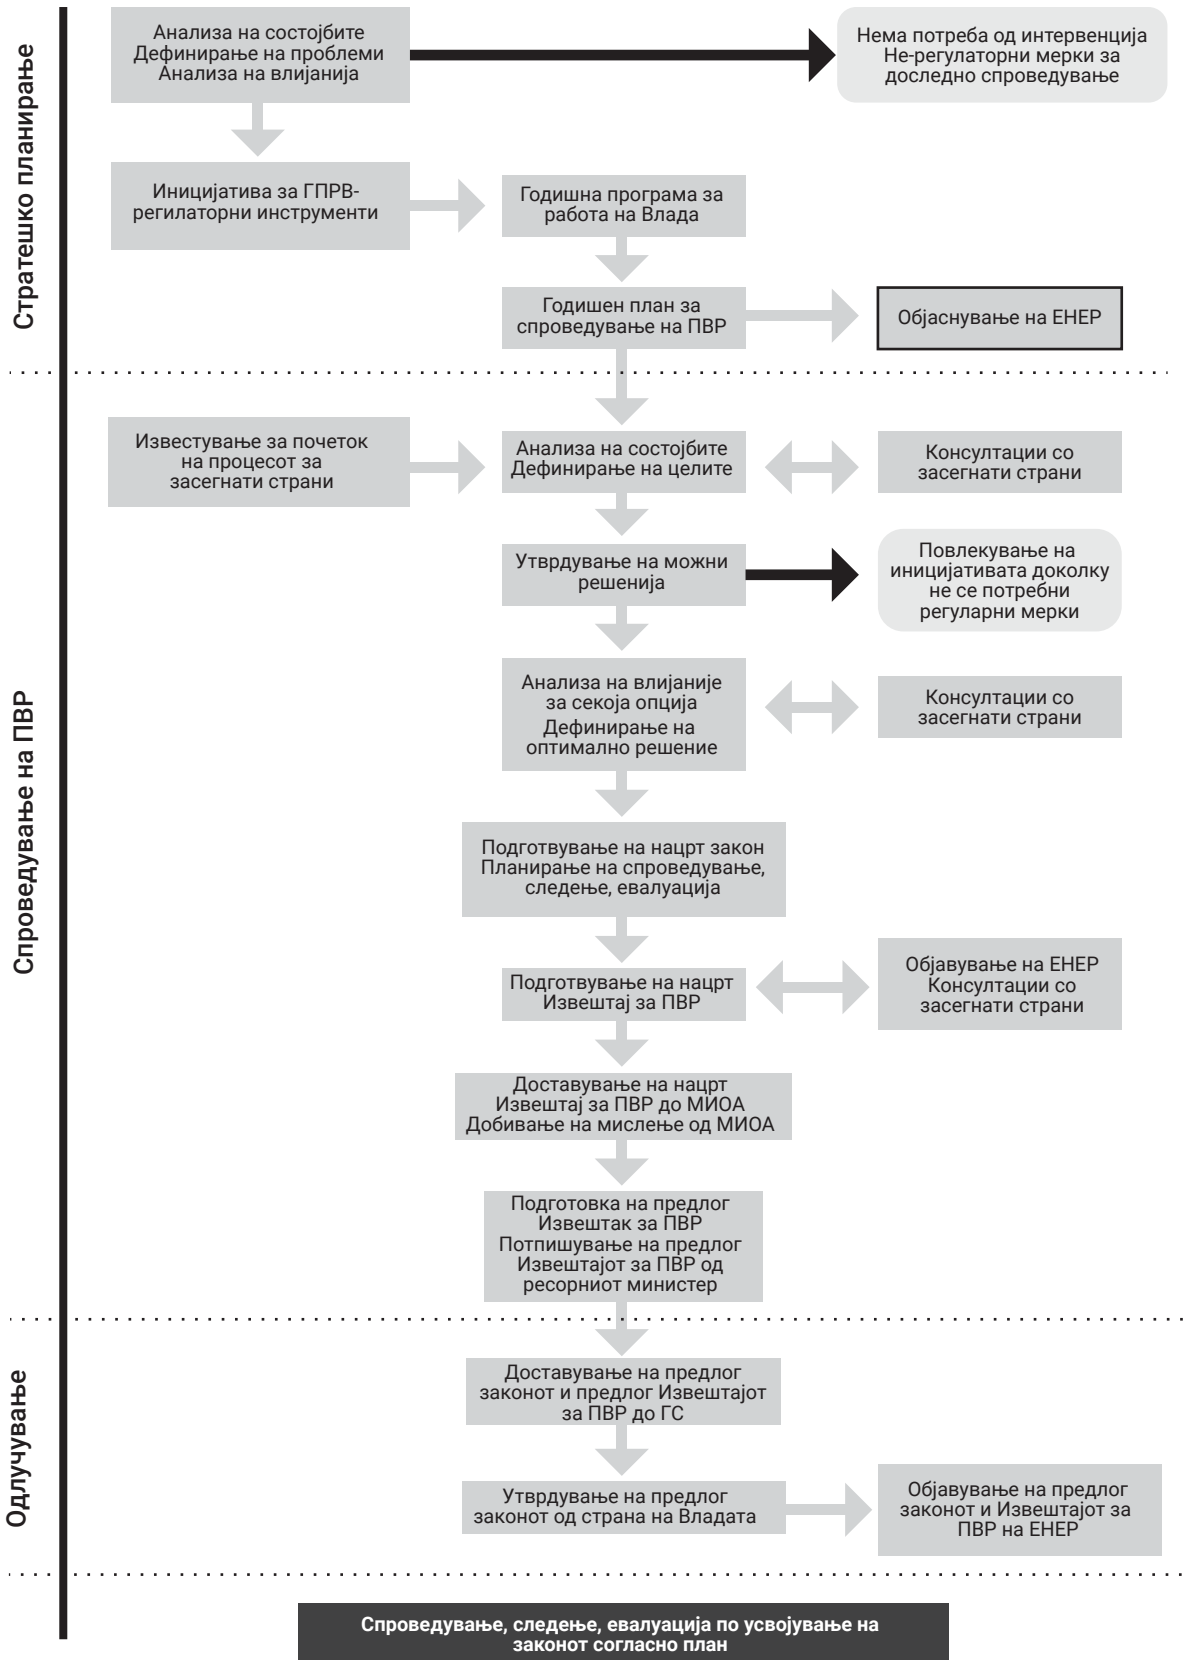 Стратешко планирање
Анализа на состојбите
Дефинирање на проблеми
Анализа на влијанија
Нема потреба од интервенција
Не-регулаторни мерки за
доследно спроведување
Иницијатива за ГПРВ-
регилаторни инструменти
Годишна програма за
работа на Влада
Годишен план за
спроведување на ПВР
Објаснување на ЕНЕР
Спроведување на ПВР
Известување за почеток
на процесот за
засегнати страни
Анализа на состојбите
Дефинирање на целите
Консултации со
засегнати страни
Утврдување на можни
решенија
Повлекување на
иницијативата доколку
не се потребни
регуларни мерки
Анализа на влијаније
за секоја опција
Дефинирање на
оптимално решение
Консултации со
засегнати страни
Подготвување на нацрт закон
Планирање на спроведување,
следење, евалуација
Подготвување на нацрт
Извештај за ПВР
Објавување на ЕНЕР
Консултации со
засегнати страни
Доставување на нацрт
Извештај за ПВР до МИОА
Добивање на мислење од МИОА
Подготовка на предлог
Извештак за ПВР
Потпишување на предлог
Извештајот за ПВР од
ресорниот министер
Одлучување
Доставување на предлог
законот и предлог Извештајот
за ПВР до ГС
Утврдување на предлог
законот од страна на Владата
Објавување на предлог
законот и Извештајот за
ПВР на ЕНЕР
Спроведување, следење, евалуација по усвојување на
законот согласно план